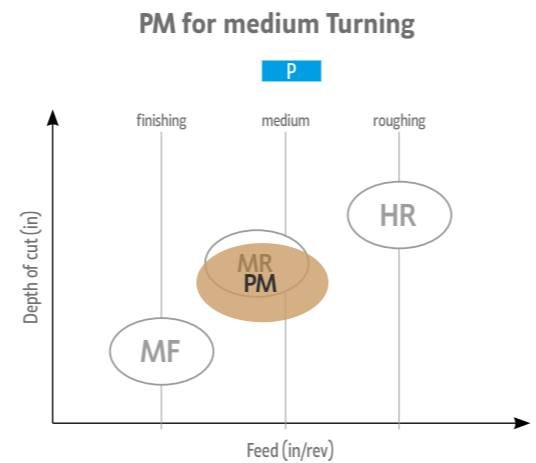 PM for medium Turning
P
finishing medium roughing
HR
MR
PM
MF
Depth of cut (in)
Feed (in/rev)